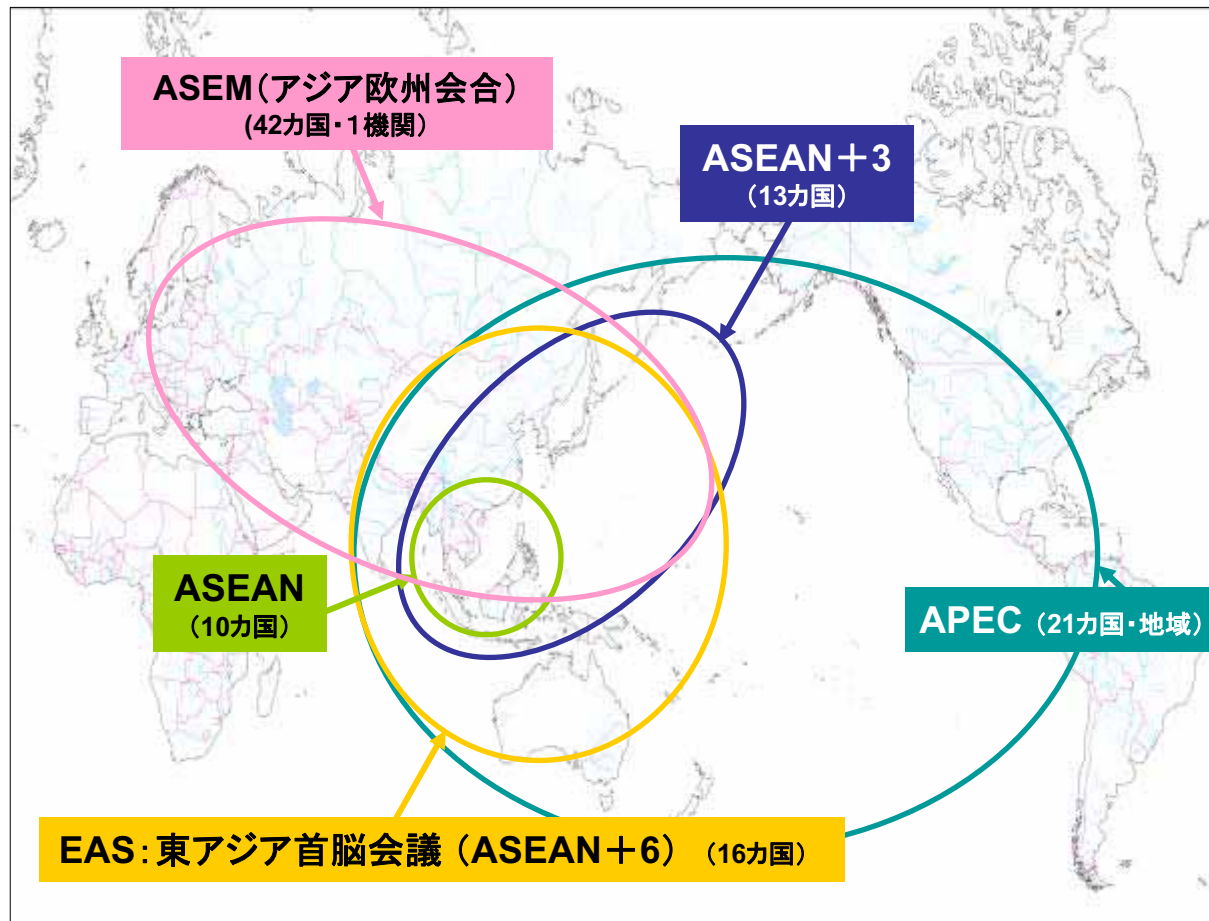 ASEM(アジア欧州会合)
(42カ国・1機関)
ASEAN+3
(13カ国)
ASEAN
(10カ国)
APEC (21カ国・地域)
EAS:東アジア首脳会議(ASEAN+6) (16カ国)